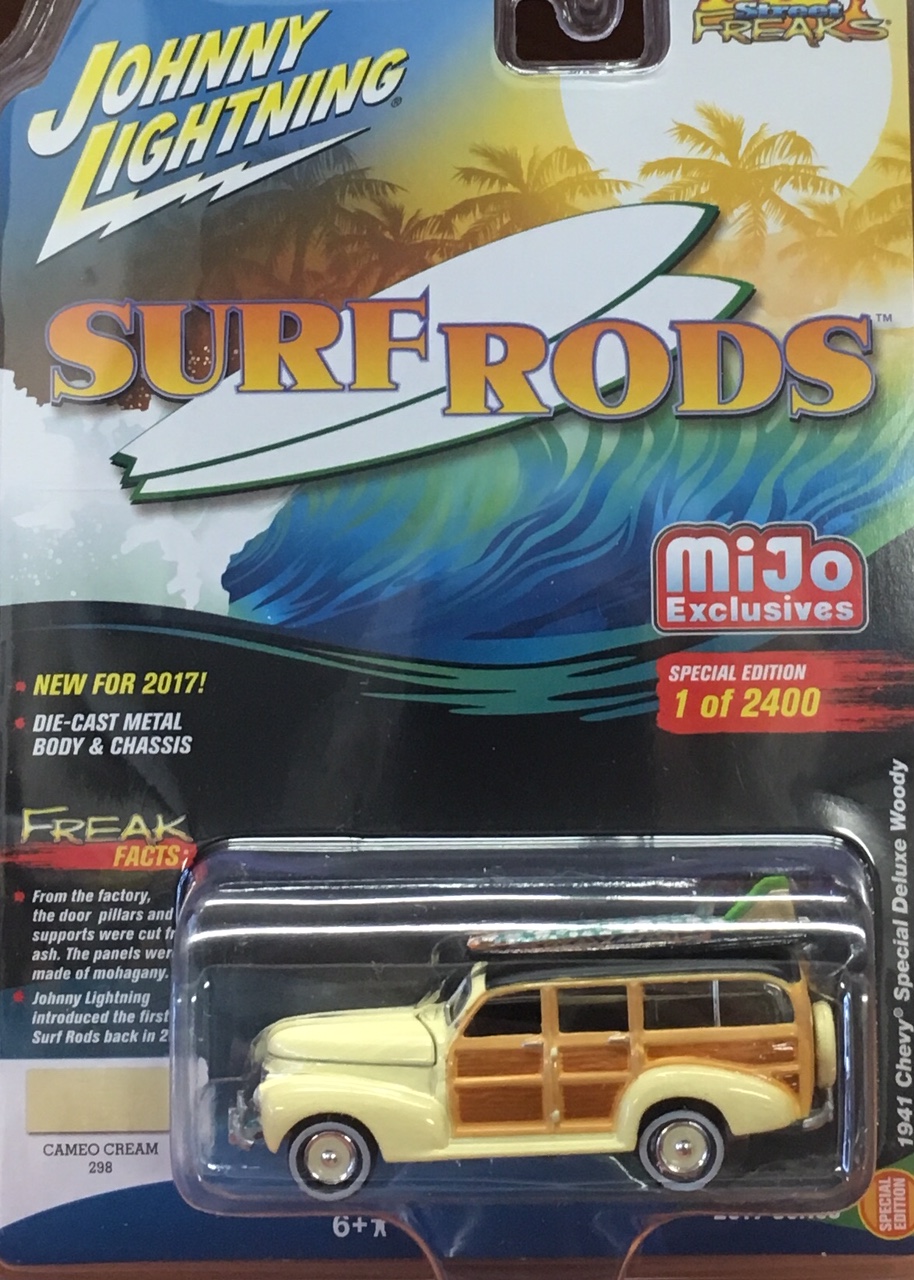 Street
FREAKS
JOHNNY
LIGHTNING®
SURF RODS™
MiJo
Exclusives
SPECIAL EDITION
1 of 2400
NEW FOR 2017!
DIE-CAST METAL
BODY & CHASSIS
FREAK
FACTS
From the factory,
the door pillars and
supports were cut
ash. The panels
made of mohagany.
Johnny Lightning
introduced the first
Surf Rods back in
CAMEO CREAM
298
1941 Chevy® Special Deluxe Woody
6+
SPECIAL
EDITION